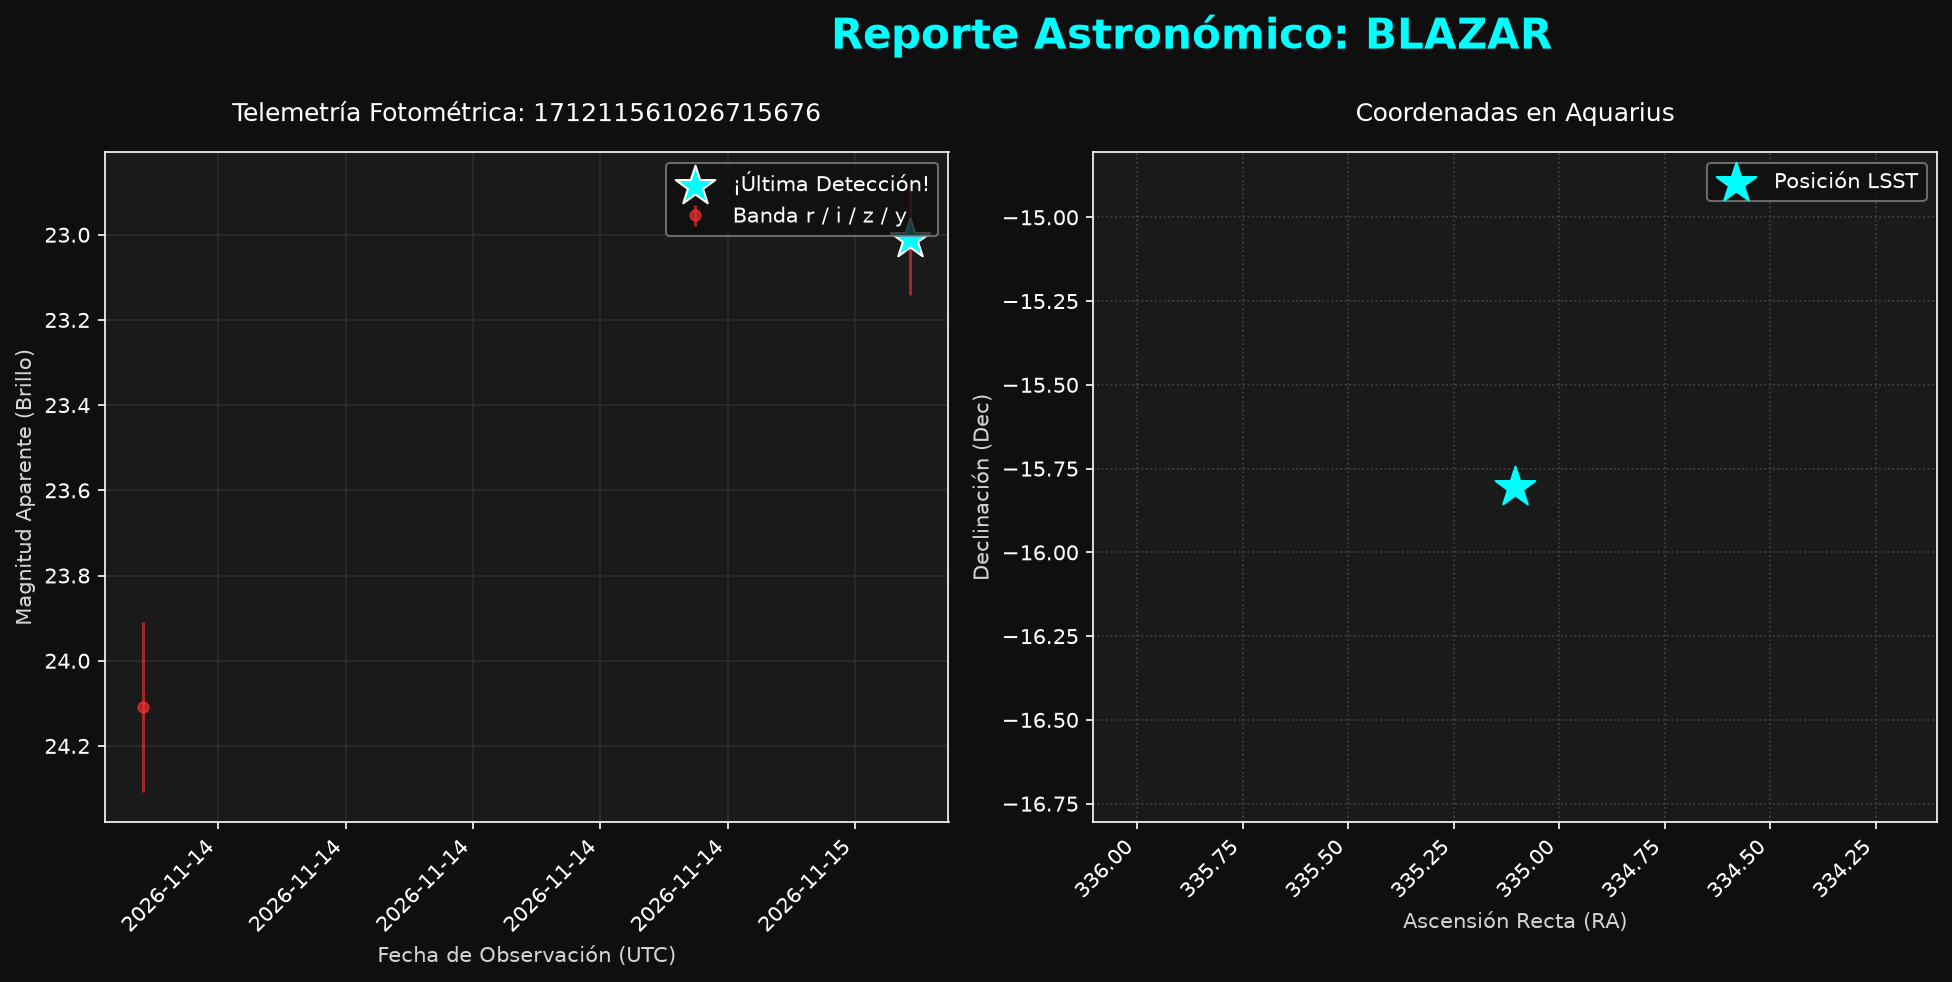 Reporte Astronómico: BLAZAR
Telemetría Fotométrica: 171211561026715676
¡Última Detección!
Banda r / i / z / y
23.0
23.2
23.4
23.6
23.8
24.0
24.2
Magnitud Aparente (Brillo)
2026-11-14
2026-11-14
2026-11-14
2026-11-14
2026-11-14
2026-11-15
Fecha de Observación (UTC)
Coordenadas en Aquarius
Posición LSST
−15.00
−15.25
−15.50
−15.75
−16.00
−16.25
−16.50
−16.75
Declinación (Dec)
336.00
335.75
335.50
335.25
335.00
334.75
334.50
334.25
Ascensión Recta (RA)